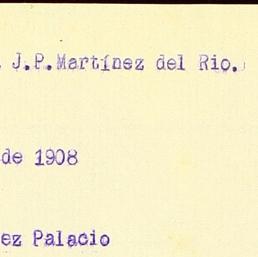 J.P.Martínez del Rio.
de 1908
ez Palacio